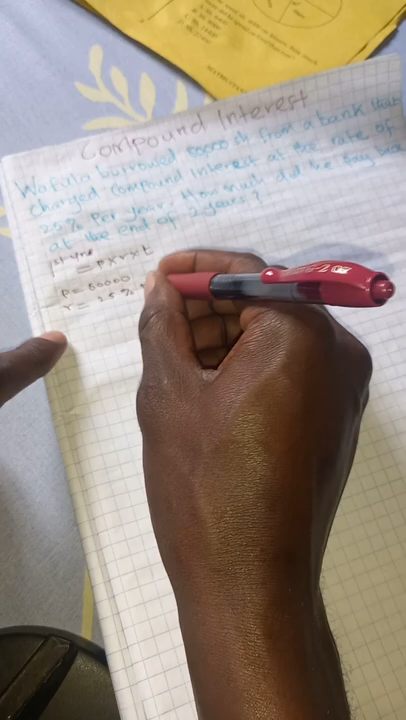 Compound Interest
Wafula borrowed 60000 sh from a bank that
charged compound interest at the rate of
25% per year. How much did he pay back
at the end of 2 years?
1st yr
= P x r x t
P = 60000
r = 25%